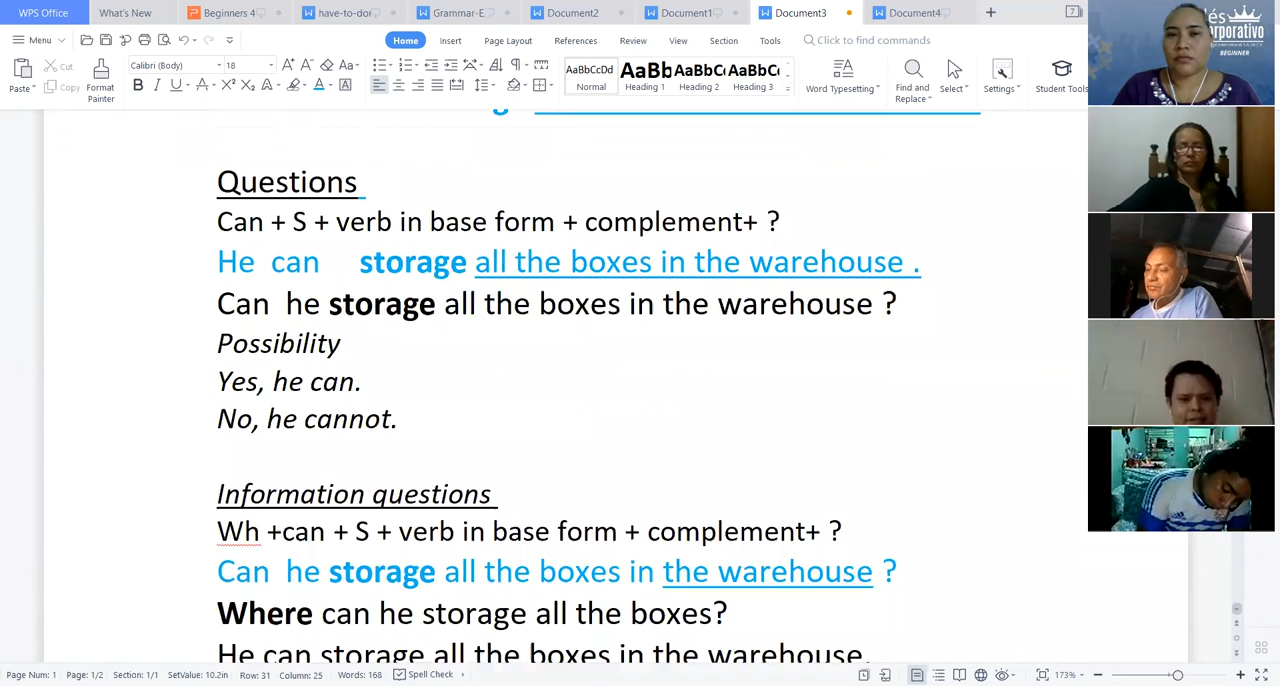 WPS Office What's New Beginners 4 have-to-do Grammar-E Document2 Document1 Document3 Document4 + 7
Menu Home Insert Page Layout References Review View Section Tools Click to find commands
Paste Cut Copy Format Painter Calibri (Body) 18 AaBbCcDd Normal AaBb Heading 1 AaBbC Heading 2 AaBbC Heading 3 Word Typesetting Find and Replace Select Settings Student Tools
Questions
Can + S + verb in base form + complement+ ?
He can storage all the boxes in the warehouse .
Can he storage all the boxes in the warehouse ?
Possibility
Yes, he can.
No, he cannot.
Information questions
Wh +can + S + verb in base form + complement+ ?
Can he storage all the boxes in the warehouse ?
Where can he storage all the boxes?
He can storage all the boxes in the warehouse.
Page Num: 1 Page: 1/2 Section: 1/1 SetValue: 10.2in Row: 31 Column: 25 Words: 168 Spell Check 173%
BEGINNER